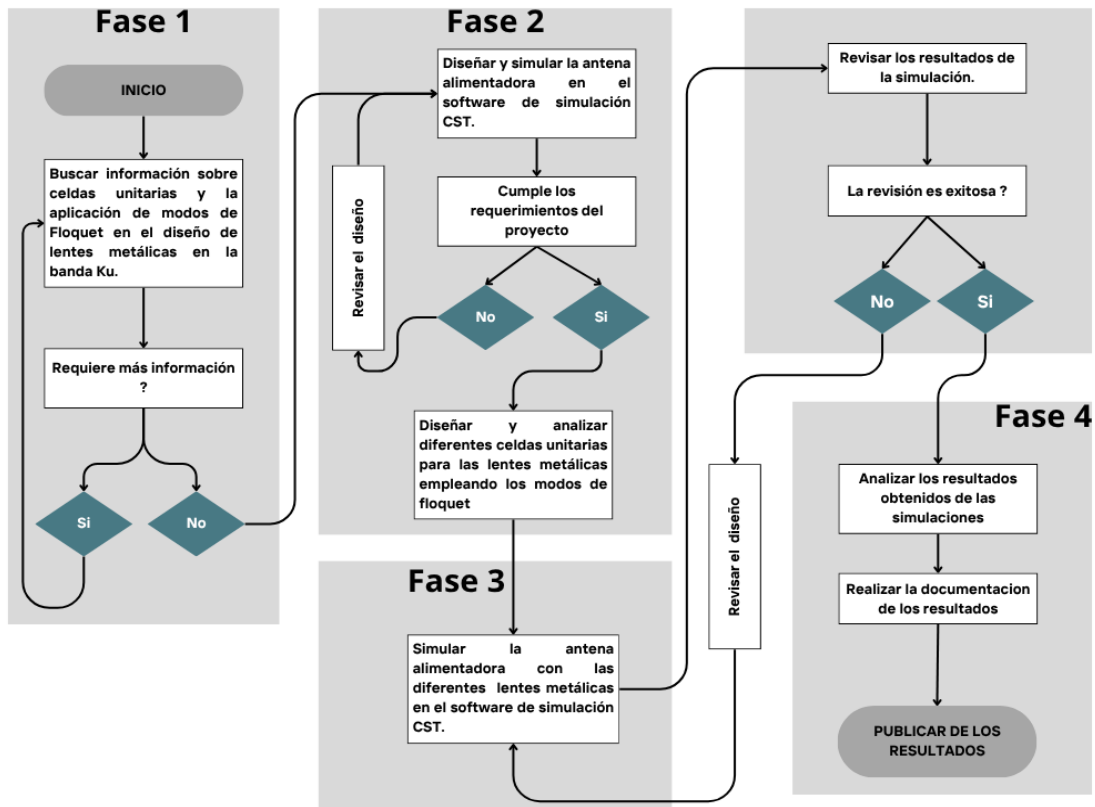 Fase 1
INICIO
Buscar información sobre
celdas unitarias y la
aplicación de modos de
Floquet en el diseño de
lentes metálicas en la
banda Ku.
Requiere más información
?
Si
No
Fase 2
Diseñar y simular la antena
alimentadora en el
software de simulación
CST.
Cumple los
requerimientos del
proyecto
Revisar el diseño
No
Si
Diseñar y analizar
diferentes celdas unitarias
para las lentes metálicas
empleando los modos de
floquet
Fase 3
Simular la antena
alimentadora con las
diferentes lentes metálicas
en el software de simulación
CST.
Revisar los resultados de
la simulación.
La revisión es exitosa ?
No
Si
Revisar el diseño
Fase 4
Analizar los resultados
obtenidos de las
simulaciones
Realizar la documentacion
de los resultados
PUBLICAR DE LOS
RESULTADOS